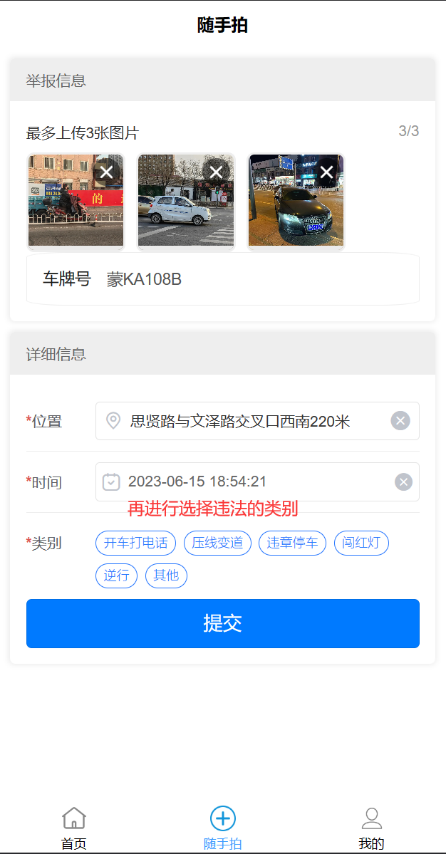 随手拍
举报信息
最多上传3张图片 3/3
的
车牌号 蒙KA108B
详细信息
*位置 思贤路与文泽路交叉口西南220米
*时间 2023-06-15 18:54:21
再进行选择违法的类别
*类别 开车打电话 压线变道 违章停车 闯红灯
逆行 其他
提交
首页 随手拍 我的